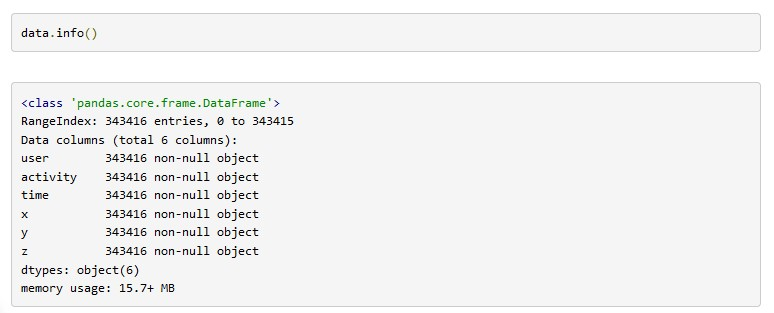 data.info()
<class 'pandas.core.frame.DataFrame'>
RangeIndex: 343416 entries, 0 to 343415
Data columns (total 6 columns):
user        343416 non-null object
activity    343416 non-null object
time        343416 non-null object
x           343416 non-null object
y           343416 non-null object
z           343416 non-null object
dtypes: object(6)
memory usage: 15.7+ MB